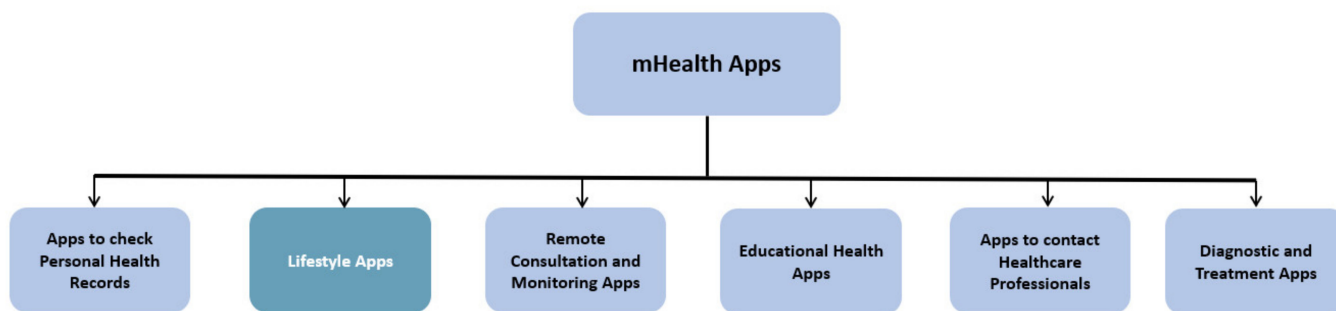 mHealth Apps
Apps to check
Personal Health
Records
Lifestyle Apps
Remote
Consultation and
Monitoring Apps
Educational Health
Apps
Apps to contact
Healthcare
Professionals
Diagnostic and
Treatment Apps